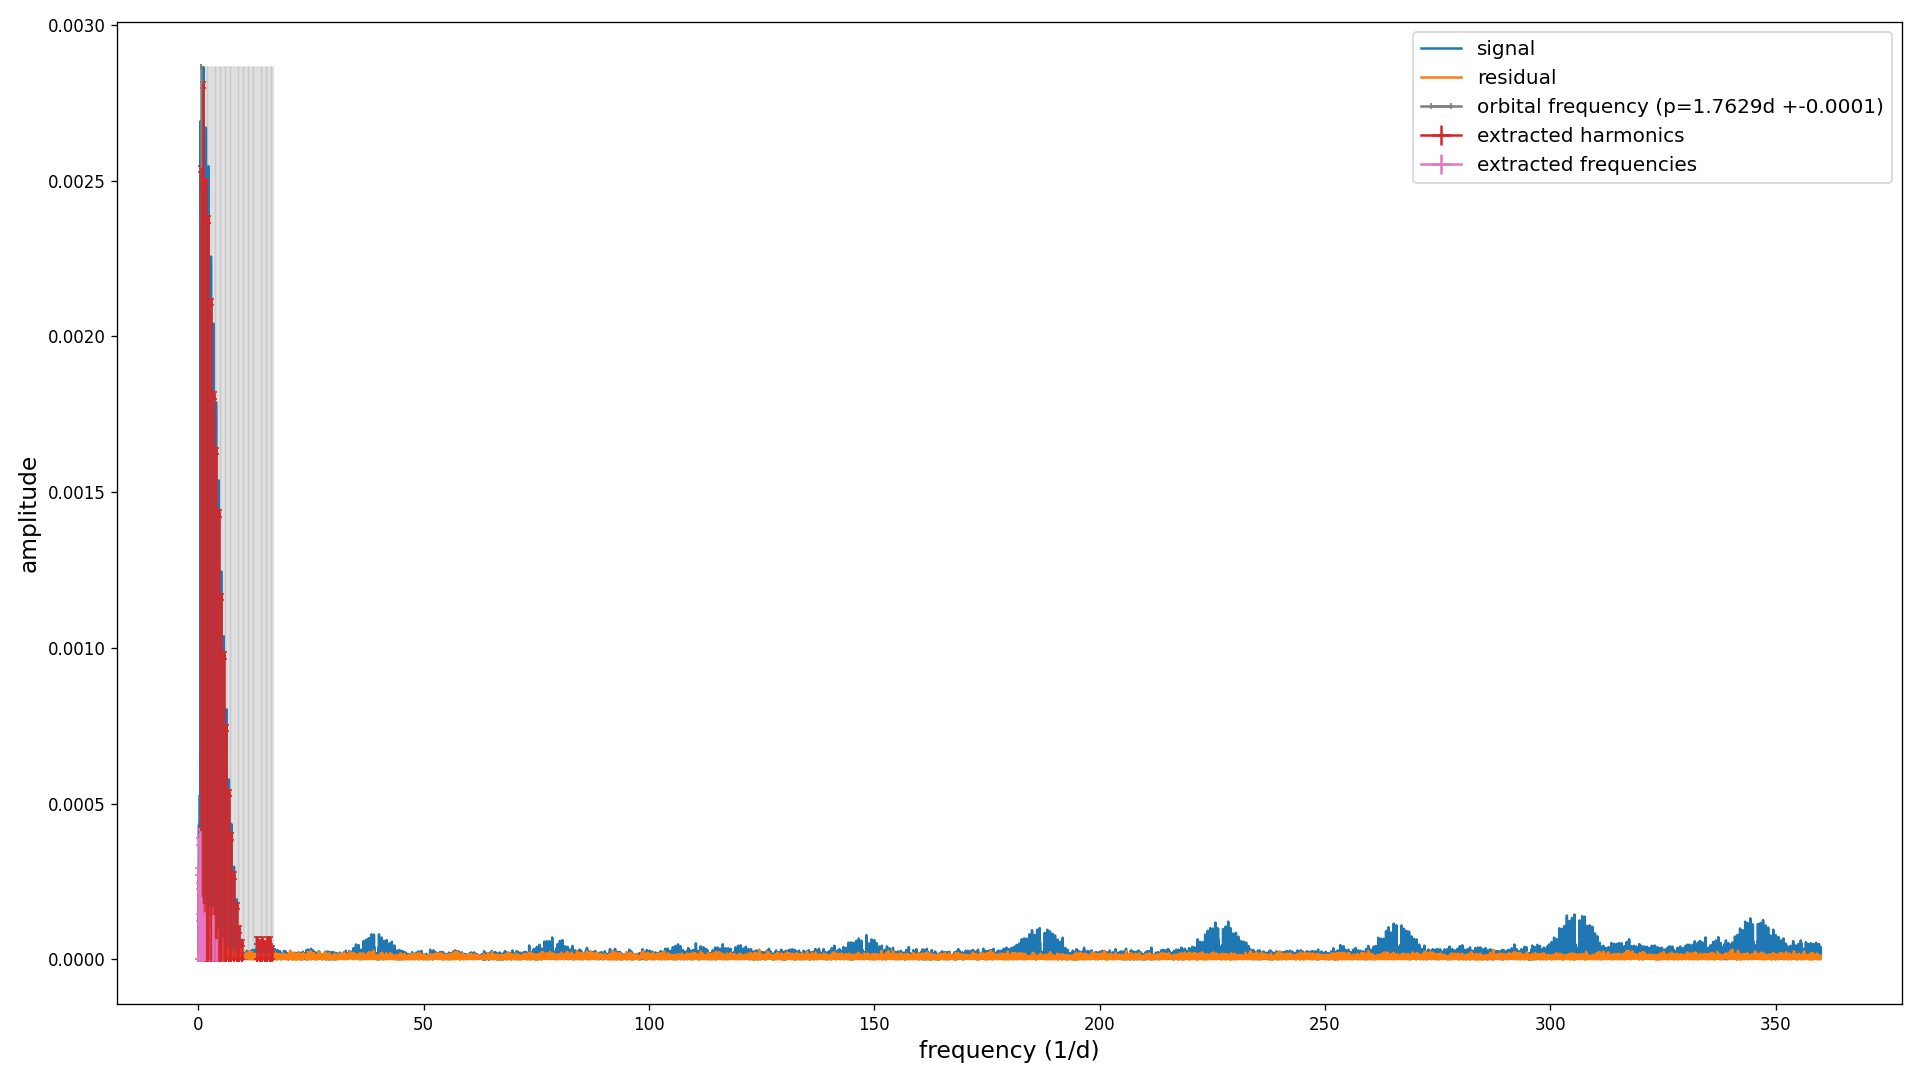 0.0030
0.0025
0.0020
0.0015
0.0010
0.0005
0.0000
amplitude
0
50
100
150
200
250
300
350
frequency (1/d)
signal
residual
orbital frequency (p=1.7629d +-0.0001)
extracted harmonics
extracted frequencies